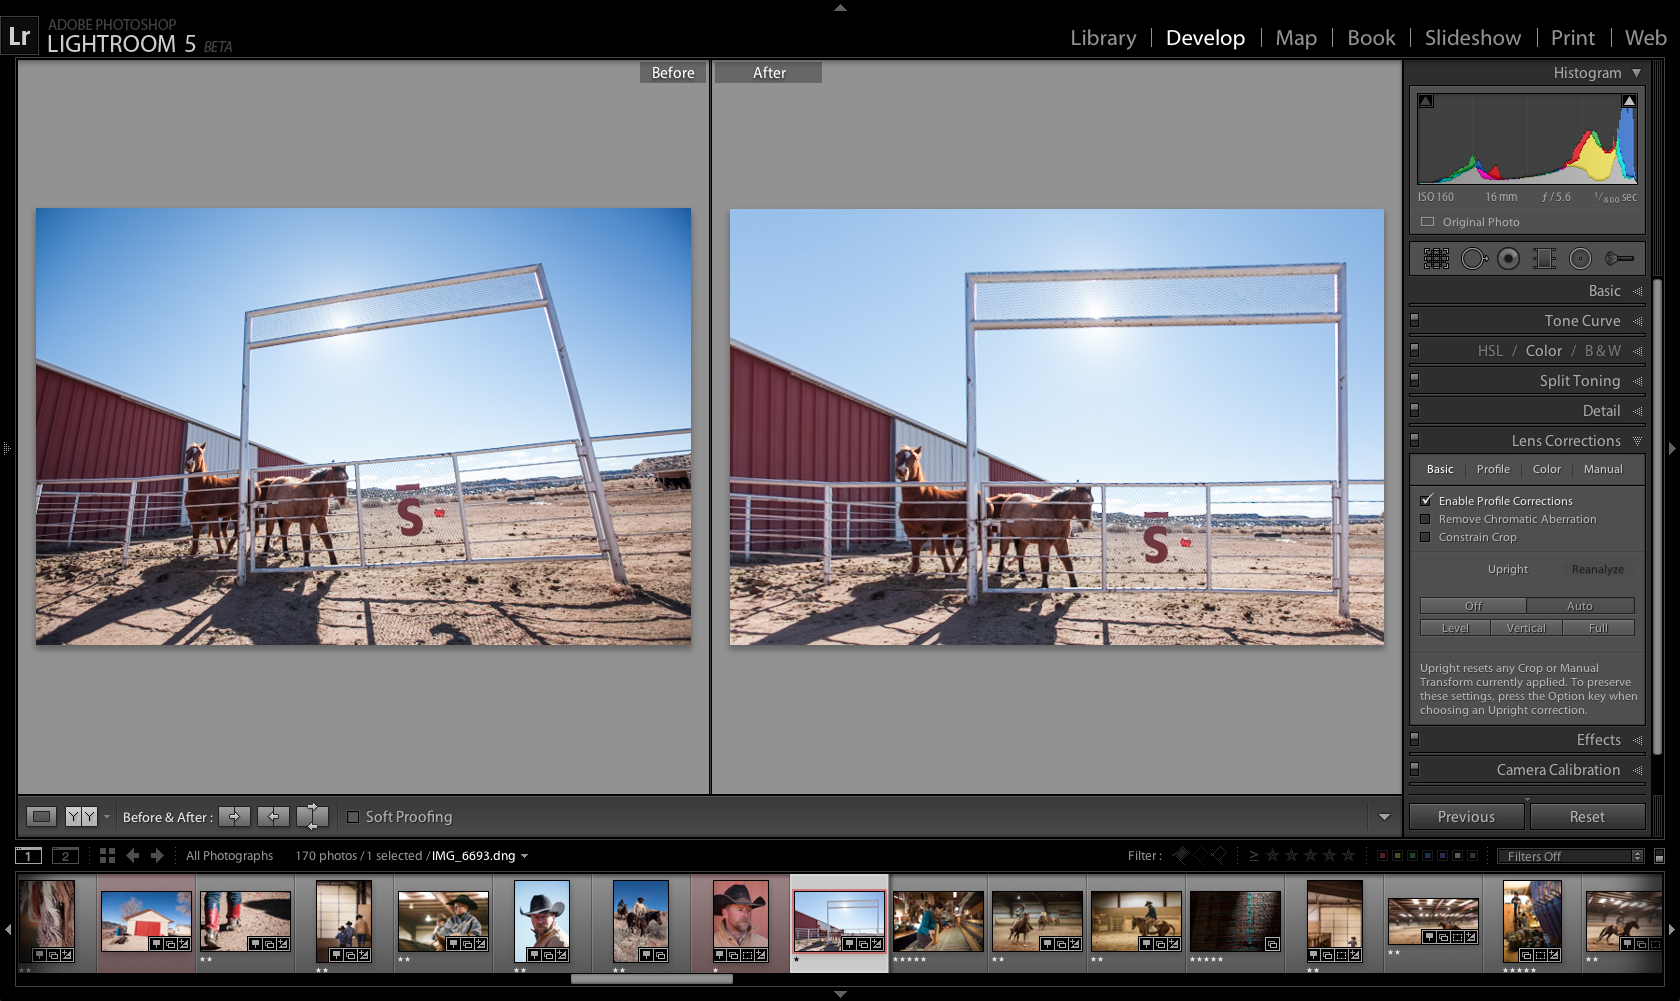 Lr
ADOBE PHOTOSHOP
LIGHTROOM 5 BETA
Library | Develop | Map | Book | Slideshow | Print | Web
Before
After
Histogram
ISO 160 16 mm ƒ / 5.6 1/800 sec
Original Photo
Basic
Tone Curve
HSL / Color / B & W
Split Toning
Detail
Lens Corrections
Basic | Profile | Color | Manual
Enable Profile Corrections
Remove Chromatic Aberration
Constrain Crop
Upright Reanalyze
Off Auto
Level Vertical Full
Upright resets any Crop or Manual
Transform currently applied. To preserve
these settings, press the Option key when
choosing an Upright correction.
Effects
Camera Calibration
Previous Reset
S
S
YY Before & After : Soft Proofing
1 2 All Photographs 170 photos / 1 selected / IMG_6693.dng Filter : ≥ Filters Off